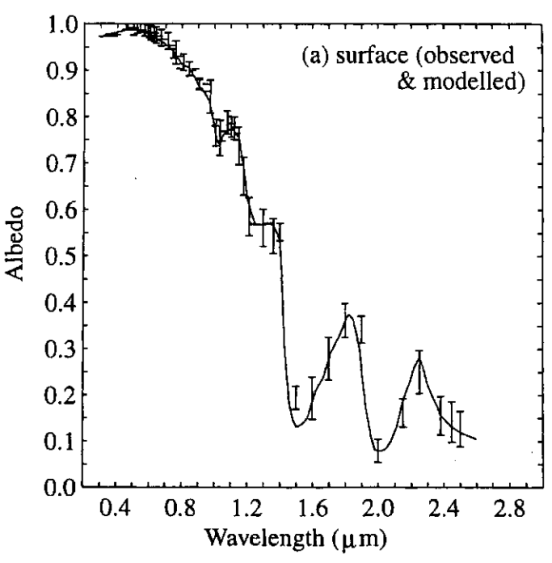 1.0
0.9
0.8
0.7
0.6
0.5
0.4
0.3
0.2
0.1
0.0
(a) surface (observed
& modelled)
Albedo
0.4 0.8 1.2 1.6 2.0 2.4 2.8
Wavelength (μm)